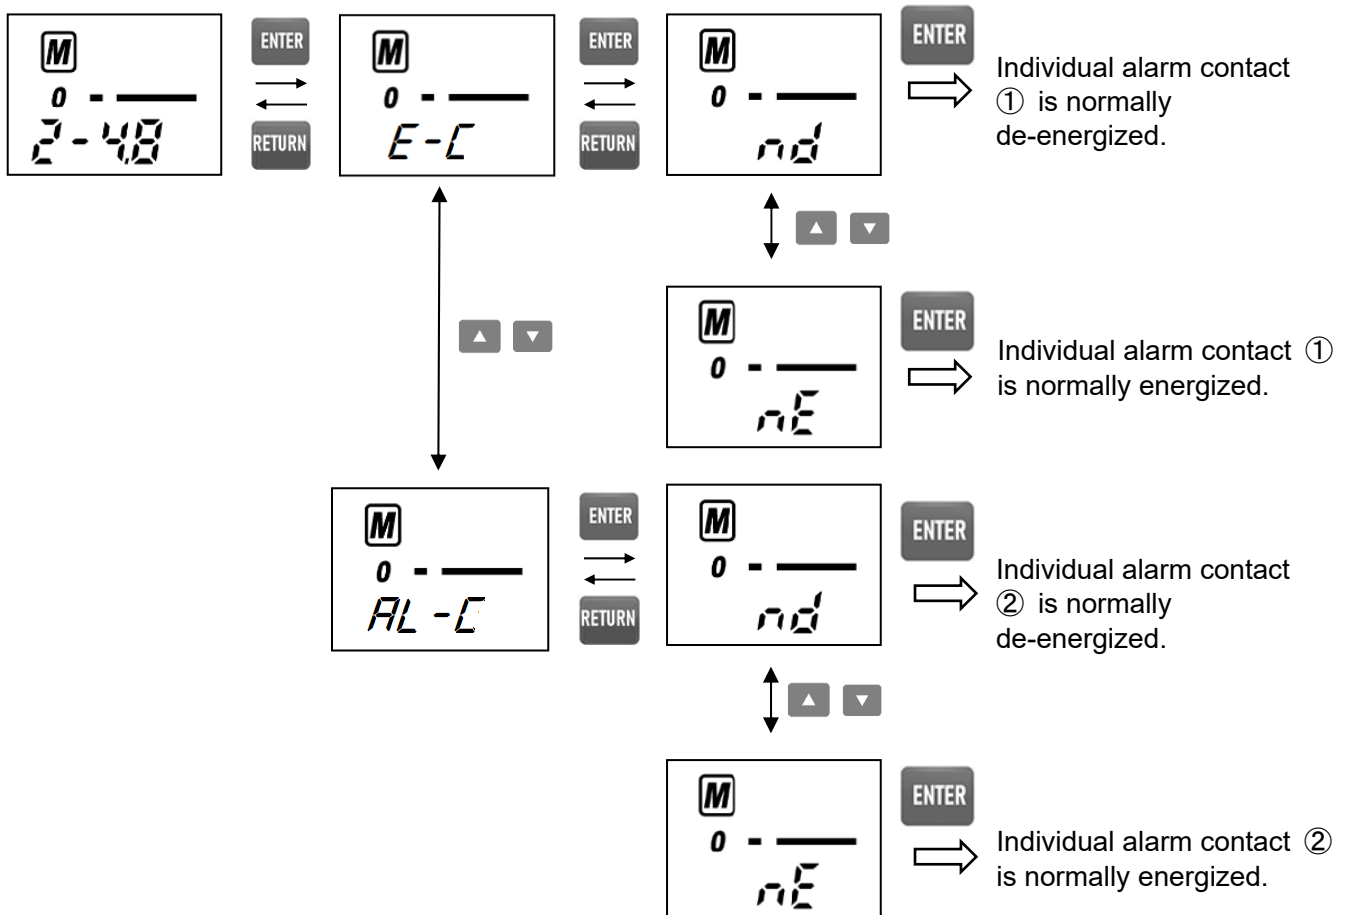 M
0 - —
2-4.8
ENTER
RETURN
M
0 - —
E-C
ENTER
RETURN
M
0 - —
nd
ENTER
Individual alarm contact
① is normally
de-energized.
▲ ▼
M
0 - —
nE
ENTER
Individual alarm contact ①
is normally energized.
▲ ▼
M
0 - —
AL-C
ENTER
RETURN
M
0 - —
nd
ENTER
Individual alarm contact
② is normally
de-energized.
▲ ▼
M
0 - —
nE
ENTER
Individual alarm contact ②
is normally energized.